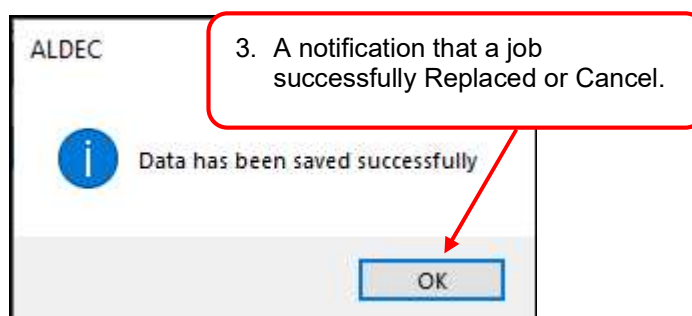 ALDEC
3. A notification that a job
successfully Replaced or Cancel.
Data has been saved successfully
OK